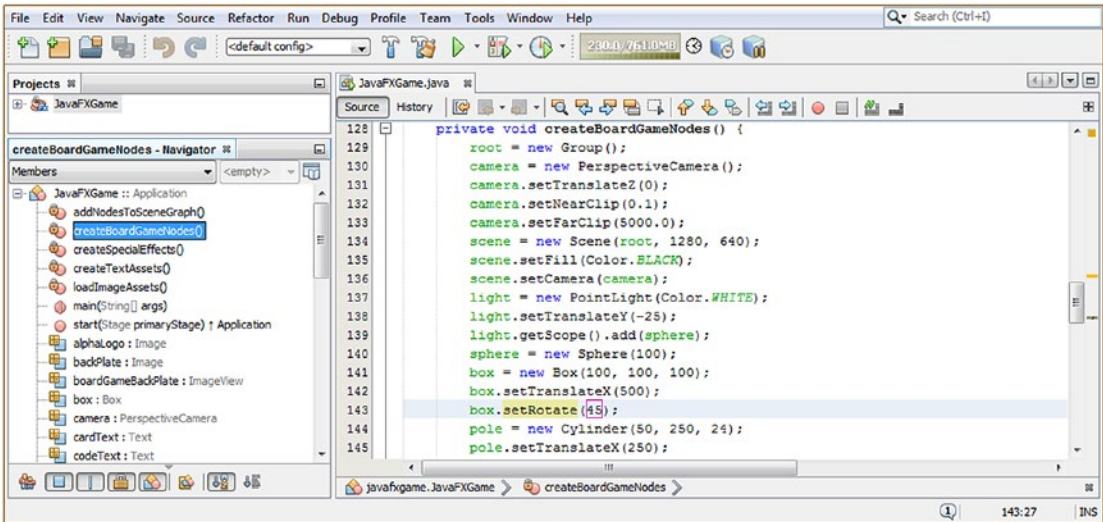 File Edit View Navigate Source Refactor Run Debug Profile Team Tools Window Help
Search (Ctrl+I)
<default config>
230.0/761.0MB
Projects
JavaFXGame
createBoardGameNodes - Navigator
Members
<empty>
JavaFXGame :: Application
addNodesToSceneGraph()
createBoardGameNodes()
createSpecialEffects()
createTextAssets()
loadImageAssets()
main(String[] args)
start(Stage primaryStage) ↑ Application
alphaLogo : Image
backPlate : Image
boardGameBackPlate : ImageView
box : Box
camera : PerspectiveCamera
cardText : Text
codeText : Text
JavaFXGame.java
Source History
128 private void createBoardGameNodes() {
129 root = new Group();
130 camera = new PerspectiveCamera();
131 camera.setTranslateZ(0);
132 camera.setNearClip(0.1);
133 camera.setFarClip(5000.0);
134 scene = new Scene(root, 1280, 640);
135 scene.setFill(Color.BLACK);
136 scene.setCamera(camera);
137 light = new PointLight(Color.WHITE);
138 light.setTranslateY(-25);
139 light.getScope().add(sphere);
140 sphere = new Sphere(100);
141 box = new Box(100, 100, 100);
142 box.setTranslateX(500);
143 box.setRotate(45);
144 pole = new Cylinder(50, 250, 24);
145 pole.setTranslateX(250);
javafxgame.JavaFXGame
createBoardGameNodes
1
143:27
INS